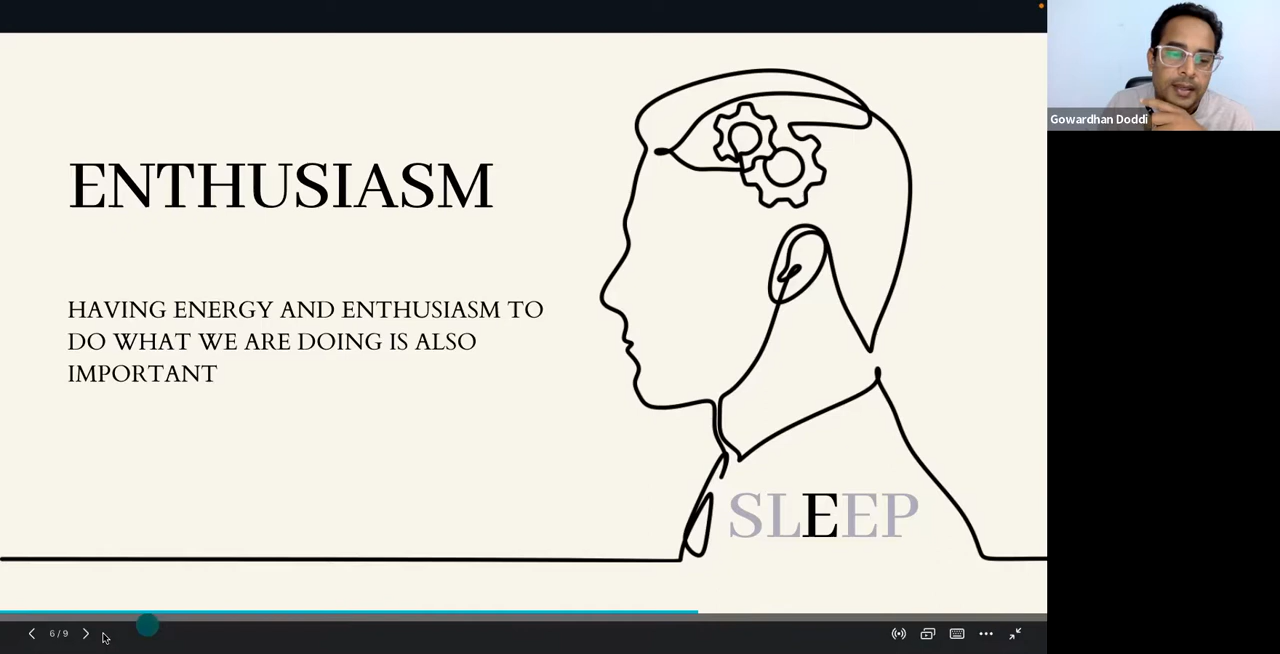 ENTHUSIASM
HAVING ENERGY AND ENTHUSIASM TO
DO WHAT WE ARE DOING IS ALSO
IMPORTANT
SLEEP
6/9
Gowardhan Doddi